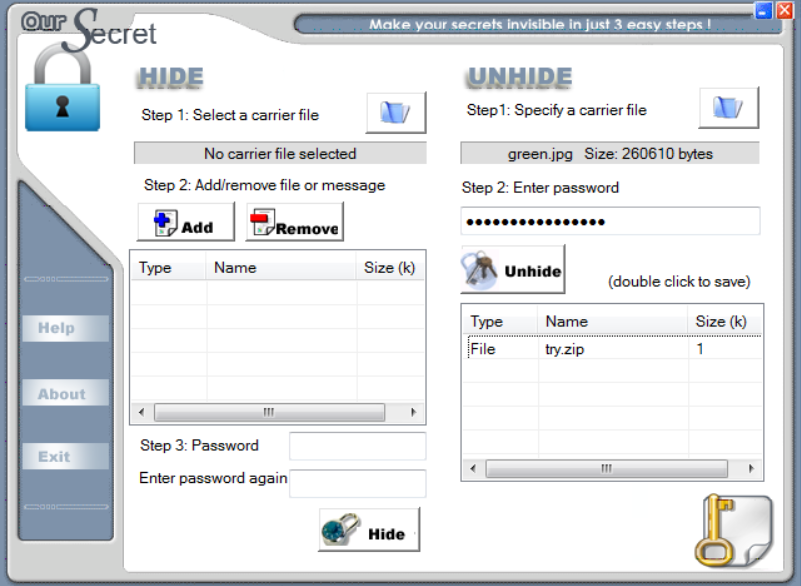 Our Secret
Make your secrets invisible in just 3 easy steps !
HIDE
Step 1: Select a carrier file
No carrier file selected
Step 2: Add/remove file or message
Add
Remove
Type Name Size (k)
Step 3: Password
Enter password again
Hide
UNHIDE
Step1: Specify a carrier file
green.jpg Size: 260610 bytes
Step 2: Enter password
••••••••••••••••
Unhide
(double click to save)
Type Name Size (k)
File try.zip 1
Help
About
Exit